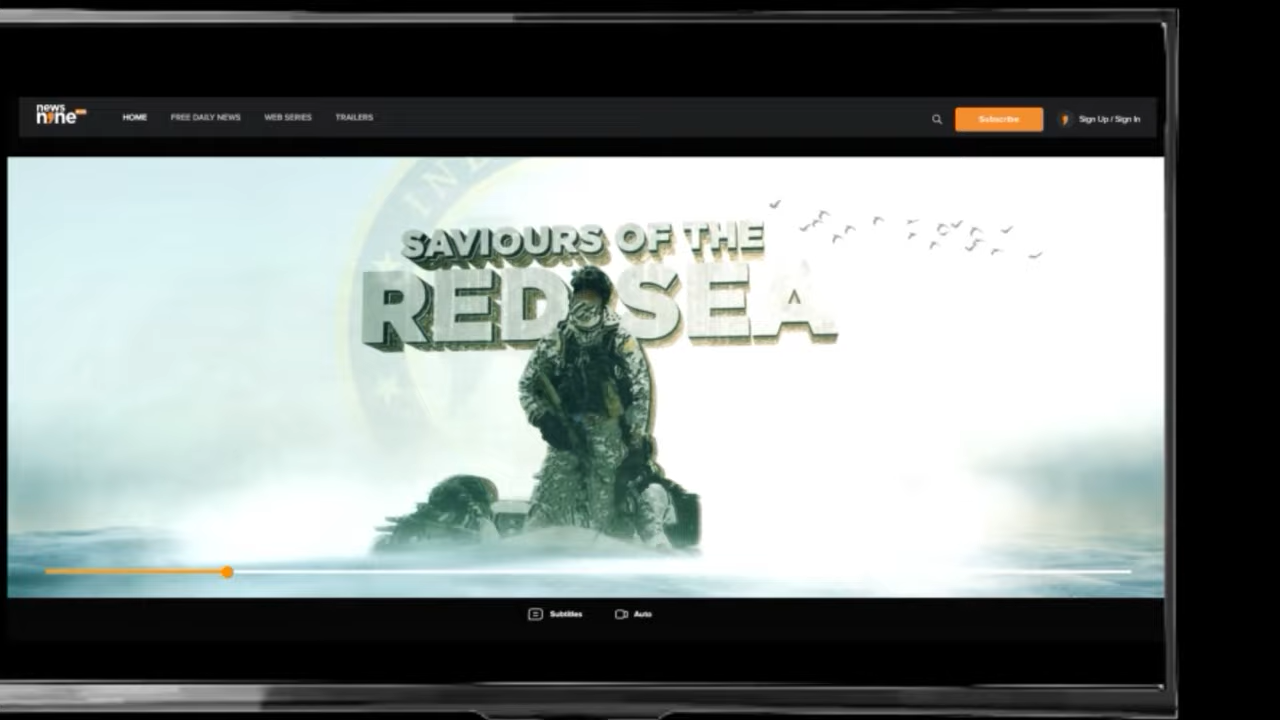 news
nine
HOME FREE DAILY NEWS WEB SERIES TRAILERS
Subscribe Sign Up / Sign In
SAVIOURS OF THE
RED SEA
Subtitles Auto